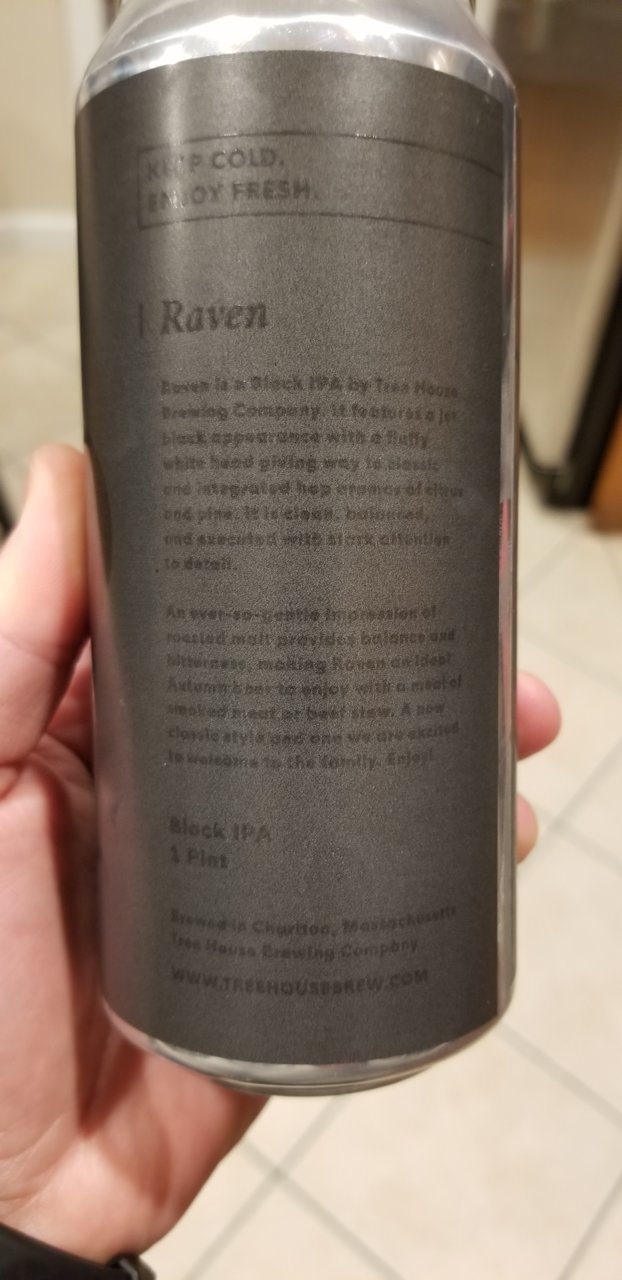 KEEP COLD.
ENJOY FRESH.
Raven
Raven is a Black IPA by Tree House
Brewing Company. It features a jet
black appearance with a fluffy
white head giving way to classic
and integrated hop aromas of citrus
and pine. It is clean, balanced,
and executed with stark attention
to detail.
An ever-so-gentle impression of
roasted malt provides balance and
bitterness, making Raven an ideal
Autumn beer to enjoy with a meal of
smoked meat or beef stew. A new
classic style and one we are excited
to welcome to the family. Enjoy!
Black IPA
1 Pint
Brewed in Charlton, Massachusetts
Tree House Brewing Company
WWW.TREEHOUSEBREW.COM